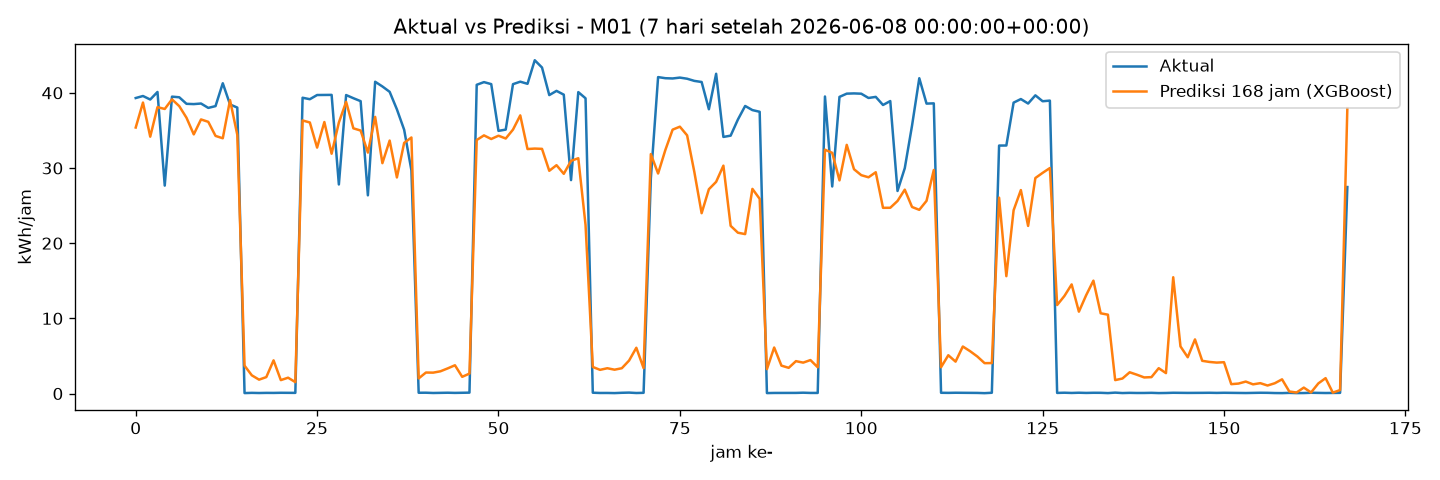 Aktual vs Prediksi - M01 (7 hari setelah 2026-06-08 00:00:00+00:00)
Aktual
Prediksi 168 jam (XGBoost)
kWh/jam
40
30
20
10
0
0 25 50 75 100 125 150 175
jam ke-